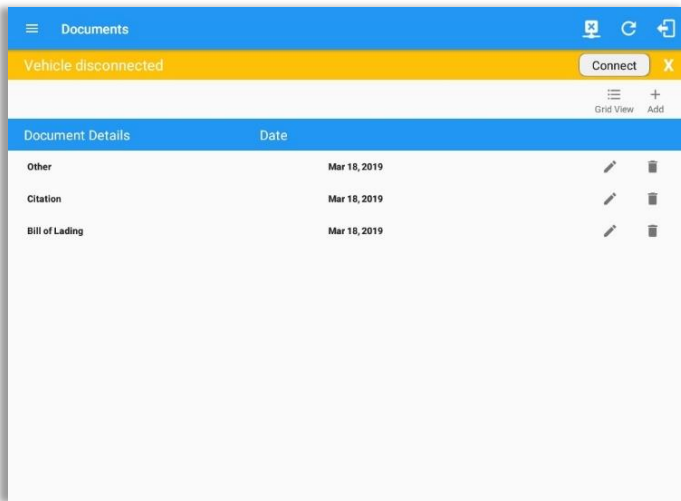 Documents
Vehicle disconnected
Connect
X
Grid View
Add
Document Details Date
Other Mar 18, 2019
Citation Mar 18, 2019
Bill of Lading Mar 18, 2019